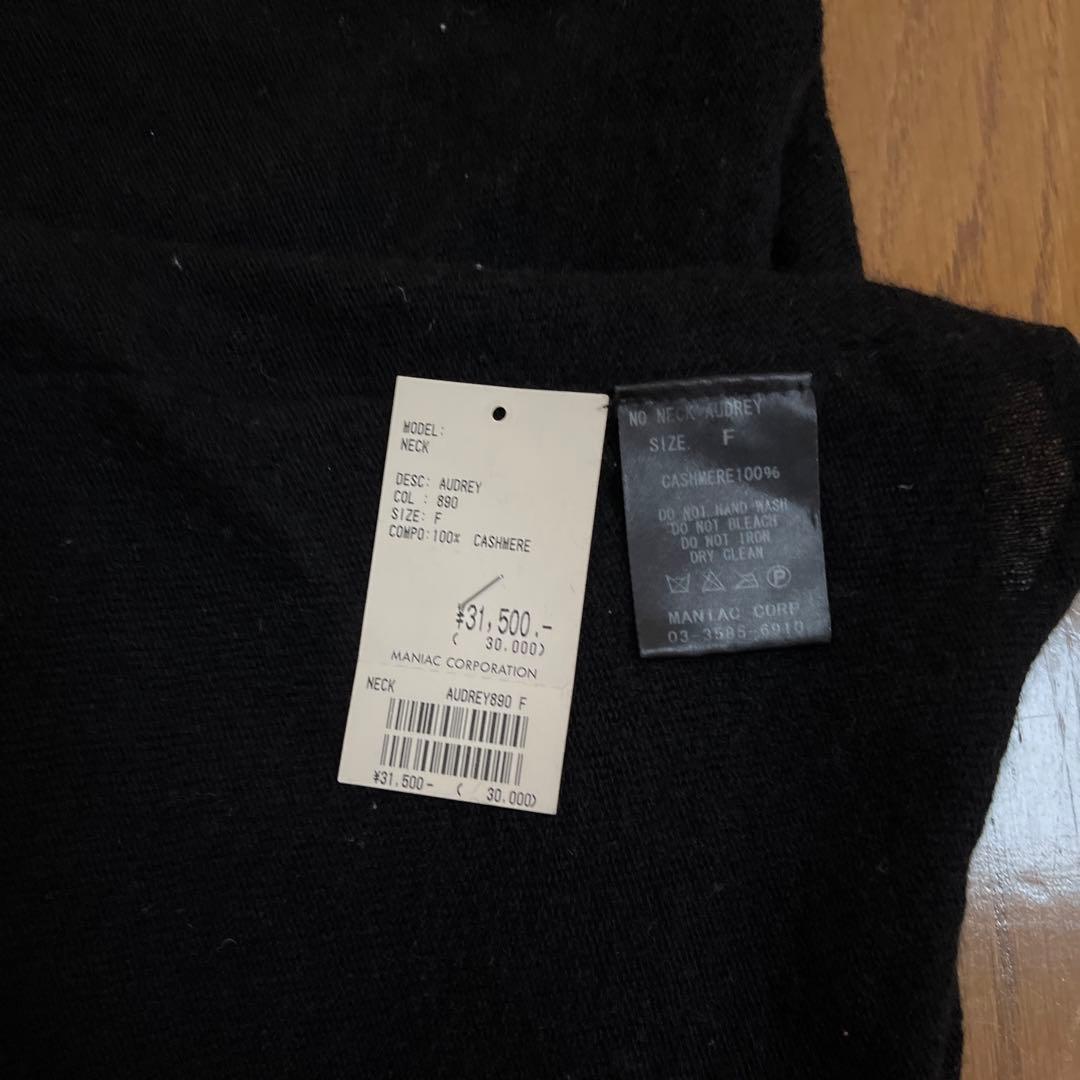 MODEL:
NECK
DESC: AUDREY
COL : 890
SIZE: F
COMPO:100% CASHMERE
¥31,500.-
( 30.000)
MANIAC CORPORATION
NECK AUDREY890 F
¥31.500- ( 30.000)
NO NECK AUDREY
SIZE. F
CASHMERE100%
DO NOT HAND WASH
DO NOT BLEACH
DO NOT IRON
DRY CLEAN
P
MANIAC CORP
03-3585-6910